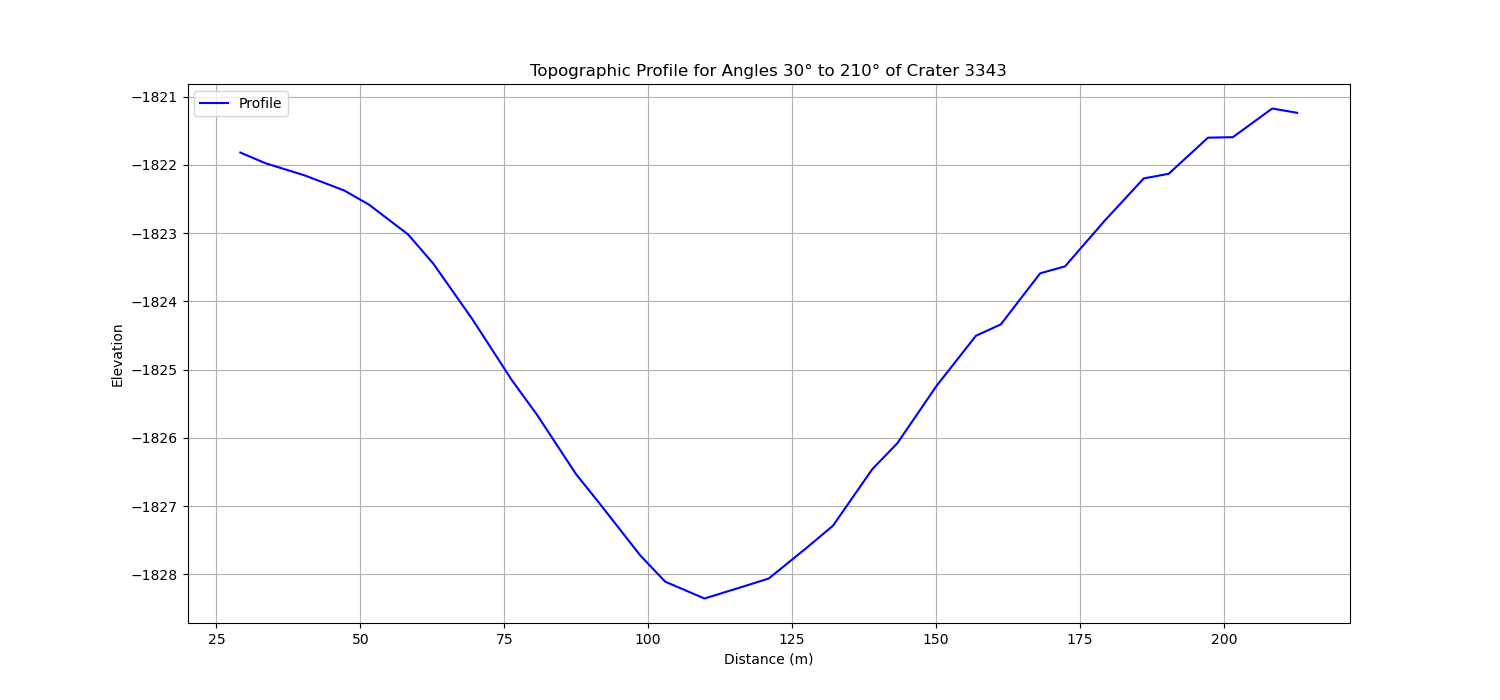 Topographic Profile for Angles 30° to 210° of Crater 3343
Profile
−1821
−1822
−1823
−1824
−1825
−1826
−1827
−1828
Elevation
25 50 75 100 125 150 175 200
Distance (m)